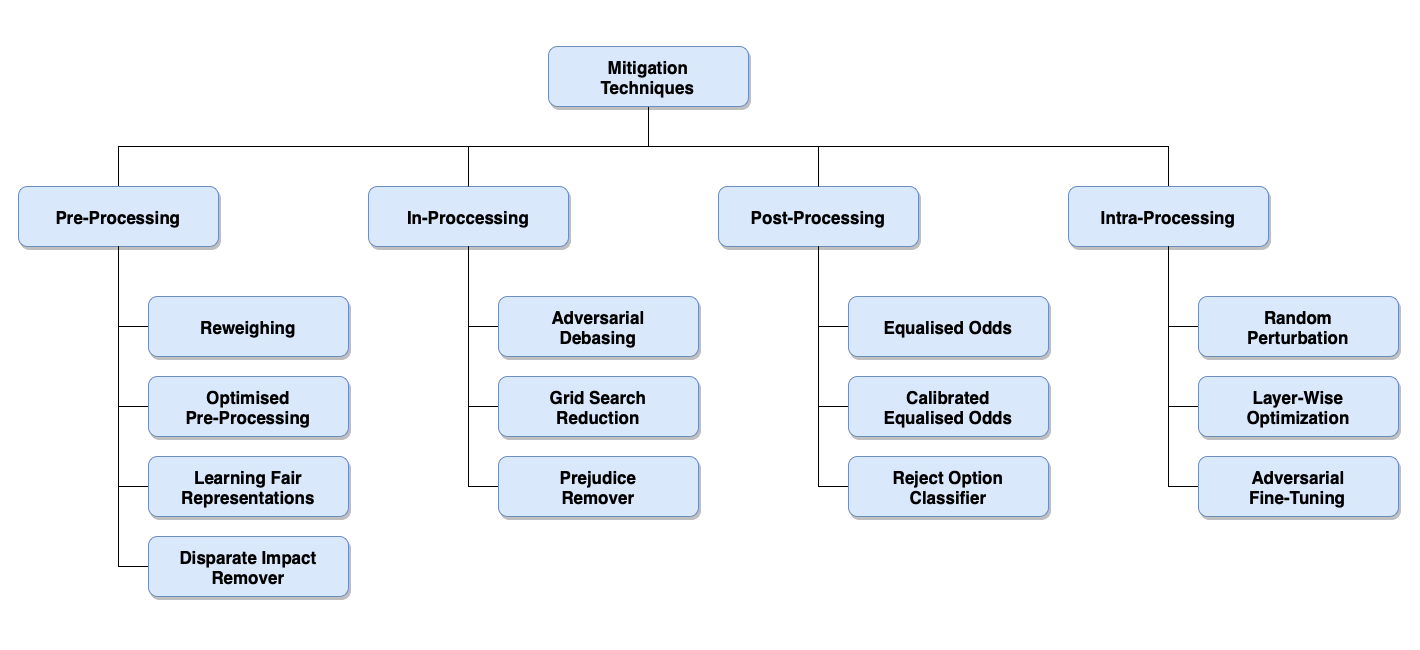 Mitigation
Techniques
Pre-Processing
In-Proccessing
Post-Processing
Intra-Processing
Reweighing
Optimised
Pre-Processing
Learning Fair
Representations
Disparate Impact
Remover
Adversarial
Debasing
Grid Search
Reduction
Prejudice
Remover
Equalised Odds
Calibrated
Equalised Odds
Reject Option
Classifier
Random
Perturbation
Layer-Wise
Optimization
Adversarial
Fine-Tuning